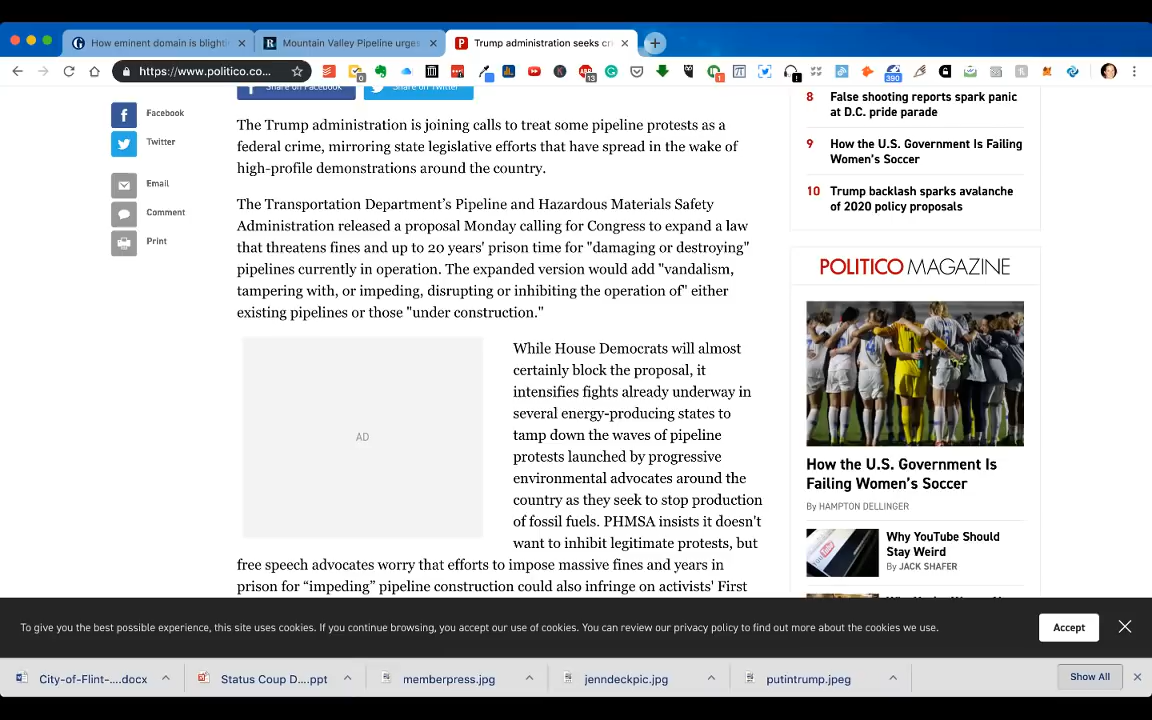 How eminent domain is blighti
Mountain Valley Pipeline urges
Trump administration seeks cr
https://www.politico.co...
Share on Facebook
Share on Twitter
Facebook
Twitter
Email
Comment
Print
The Trump administration is joining calls to treat some pipeline protests as a
federal crime, mirroring state legislative efforts that have spread in the wake of
high-profile demonstrations around the country.
The Transportation Department's Pipeline and Hazardous Materials Safety
Administration released a proposal Monday calling for Congress to expand a law
that threatens fines and up to 20 years' prison time for "damaging or destroying"
pipelines currently in operation. The expanded version would add "vandalism,
tampering with, or impeding, disrupting or inhibiting the operation of" either
existing pipelines or those "under construction."
AD
While House Democrats will almost
certainly block the proposal, it
intensifies fights already underway in
several energy-producing states to
tamp down the waves of pipeline
protests launched by progressive
environmental advocates around the
country as they seek to stop production
of fossil fuels. PHMSA insists it doesn't
want to inhibit legitimate protests, but
free speech advocates worry that efforts to impose massive fines and years in
prison for “impeding” pipeline construction could also infringe on activists' First
8 False shooting reports spark panic
at D.C. pride parade
9 How the U.S. Government Is Failing
Women's Soccer
10 Trump backlash sparks avalanche
of 2020 policy proposals
POLITICO MAGAZINE
How the U.S. Government Is
Failing Women's Soccer
By HAMPTON DELLINGER
Why YouTube Should
Stay Weird
By JACK SHAFER
To give you the best possible experience, this site uses cookies. If you continue browsing, you accept our use of cookies. You can review our privacy policy to find out more about the cookies we use.
Accept
City-of-Flint-....docx
Status Coup D....ppt
memberpress.jpg
jenndeckpic.jpg
putintrump.jpeg
Show All